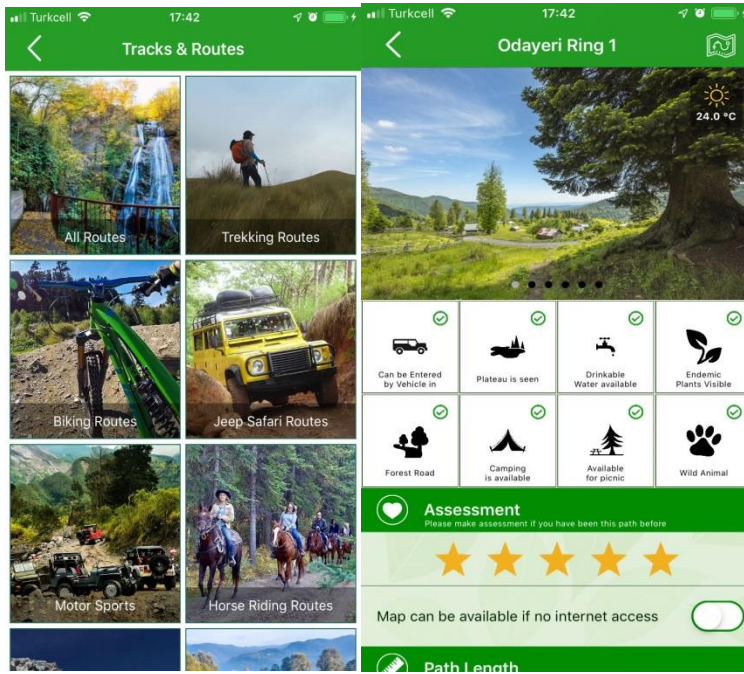 Turkcell 17:42
Tracks & Routes
All Routes
Trekking Routes
Biking Routes
Jeep Safari Routes
Motor Sports
Horse Riding Routes
Turkcell 17:42
Odayeri Ring 1
24.0 °C
Can be Entered
by Vehicle in
Plateau is seen
Drinkable
Water available
Endemic
Plants Visible
Forest Road
Camping
is available
Available
for picnic
Wild Animal
Assessment
Please make assessment if you have been this path before
Map can be available if no internet access
Path Length